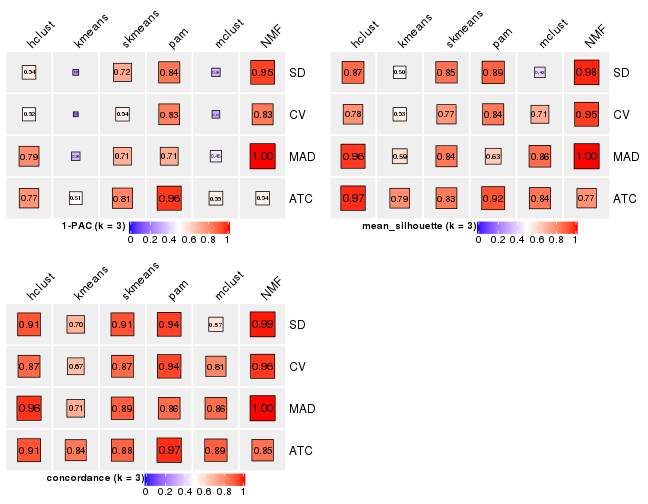 hclust kmeans skmeans pam mclust NMF
0.54 0.72 0.84 0.95 SD
0.52 0.54 0.83 0.83 CV
0.79 0.71 0.71 0.45 1.00 MAD
0.77 0.51 0.81 0.96 0.55 0.54 ATC
1-PAC (k = 3)
0 0.2 0.4 0.6 0.8 1
hclust kmeans skmeans pam mclust NMF
0.87 0.50 0.85 0.89 0.98 SD
0.78 0.53 0.77 0.84 0.71 0.95 CV
0.96 0.59 0.84 0.63 0.86 1.00 MAD
0.97 0.79 0.83 0.92 0.84 0.77 ATC
mean_silhouette (k = 3)
0 0.2 0.4 0.6 0.8 1
hclust kmeans skmeans pam mclust NMF
0.91 0.70 0.91 0.94 0.57 0.99 SD
0.87 0.67 0.87 0.94 0.81 0.96 CV
0.96 0.71 0.89 0.86 0.86 1.00 MAD
0.91 0.84 0.88 0.97 0.89 0.85 ATC
concordance (k = 3)
0 0.2 0.4 0.6 0.8 1